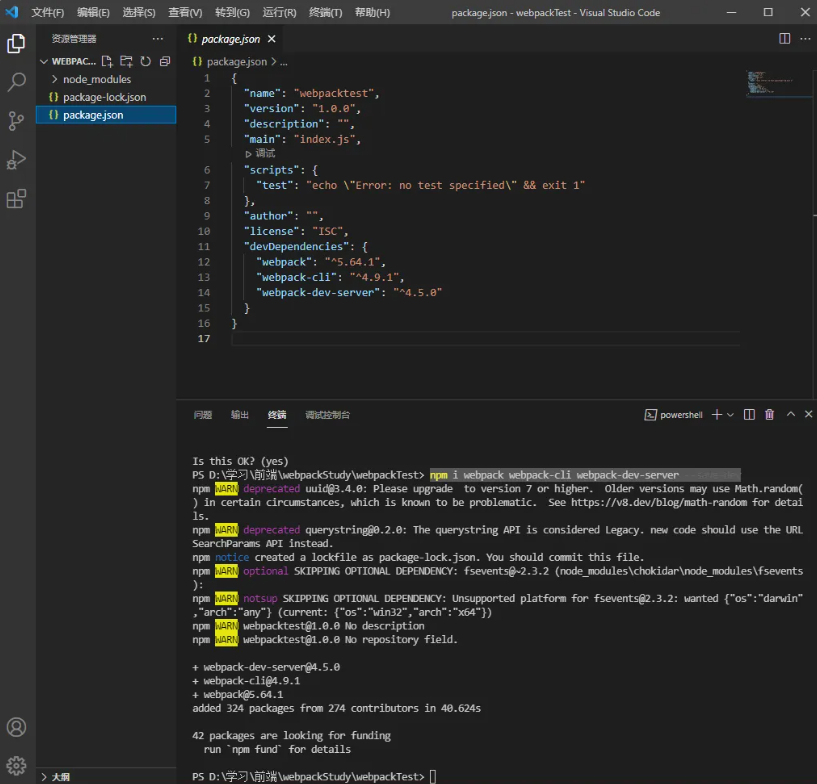 文件(F) 编辑(E) 选择(S) 查看(V) 转到(G) 运行(R) 终端(T) 帮助(H) package.json - webpackTest - Visual Studio Code
资源管理器 ···
WEBPAC...
node_modules
{} package-lock.json
{} package.json
{} package.json ×
{} package.json > ...
1 {
2 "name": "webpacktest",
3 "version": "1.0.0",
4 "description": "",
5 "main": "index.js",
▷ 调试
6 "scripts": {
7 "test": "echo \"Error: no test specified\" && exit 1"
8 },
9 "author": "",
10 "license": "ISC",
11 "devDependencies": {
12 "webpack": "^5.64.1",
13 "webpack-cli": "^4.9.1",
14 "webpack-dev-server": "^4.5.0"
15 }
16 }
17
问题 输出 终端 调试控制台 powershell
Is this OK? (yes)
PS D:\学习\前端\webpackStudy\webpackTest> npm i webpack webpack-cli webpack-dev-server
npm WARN deprecated uuid@3.4.0: Please upgrade  to version 7 or higher.  Older versions may use Math.random(
) in certain circumstances, which is known to be problematic.  See https://v8.dev/blog/math-random for detai
ls.
npm WARN deprecated querystring@0.2.0: The querystring API is considered Legacy. new code should use the URL
SearchParams API instead.
npm notice created a lockfile as package-lock.json. You should commit this file.
npm WARN optional SKIPPING OPTIONAL DEPENDENCY: fsevents@~2.3.2 (node_modules\chokidar\node_modules\fsevents
):
npm WARN notsup SKIPPING OPTIONAL DEPENDENCY: Unsupported platform for fsevents@2.3.2: wanted {"os":"darwin"
,"arch":"any"} (current: {"os":"win32","arch":"x64"})
npm WARN webpacktest@1.0.0 No description
npm WARN webpacktest@1.0.0 No repository field.
+ webpack-dev-server@4.5.0
+ webpack-cli@4.9.1
+ webpack@5.64.1
added 324 packages from 274 contributors in 40.624s
42 packages are looking for funding
run `npm fund` for details
PS D:\学习\前端\webpackStudy\webpackTest>
大纲